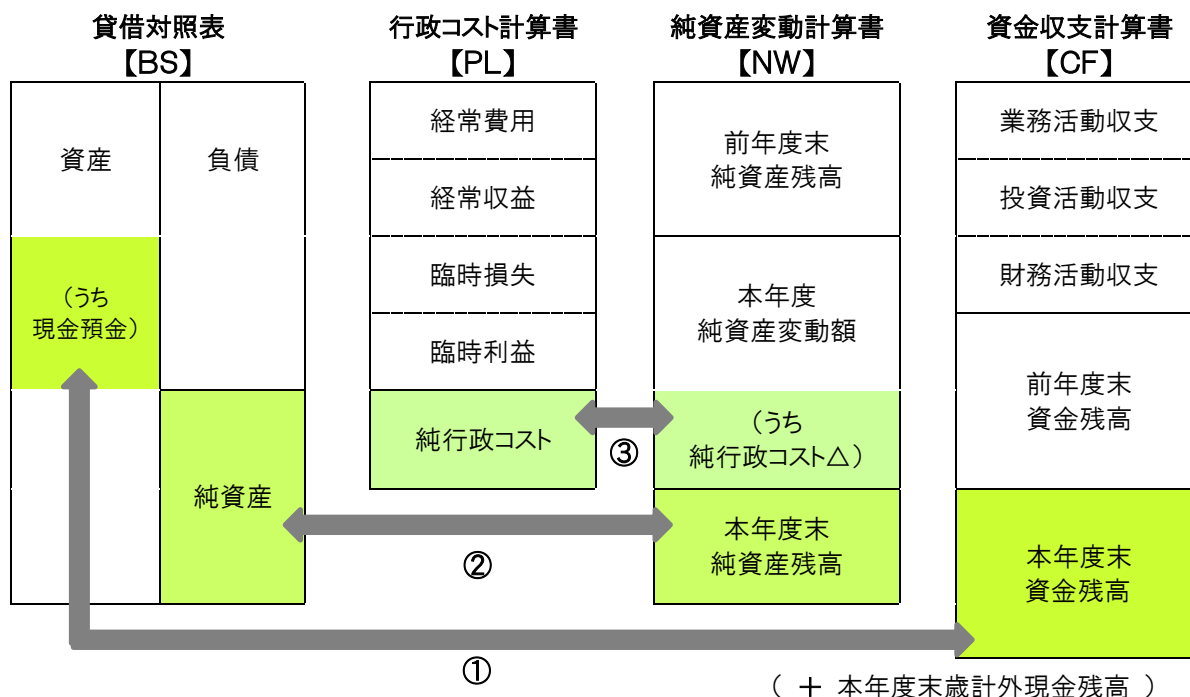 貸借対照表
【BS】
行政コスト計算書
【PL】
純資産変動計算書
【NW】
資金収支計算書
【CF】
資産
負債
（うち
現金預金）
純資産
経常費用
経常収益
臨時損失
臨時利益
純行政コスト
前年度末
純資産残高
本年度
純資産変動額
（うち
純行政コスト△）
本年度末
純資産残高
業務活動収支
投資活動収支
財務活動収支
前年度末
資金残高
本年度末
資金残高
③
②
①
（ ＋ 本年度末歳計外現金残高 ）